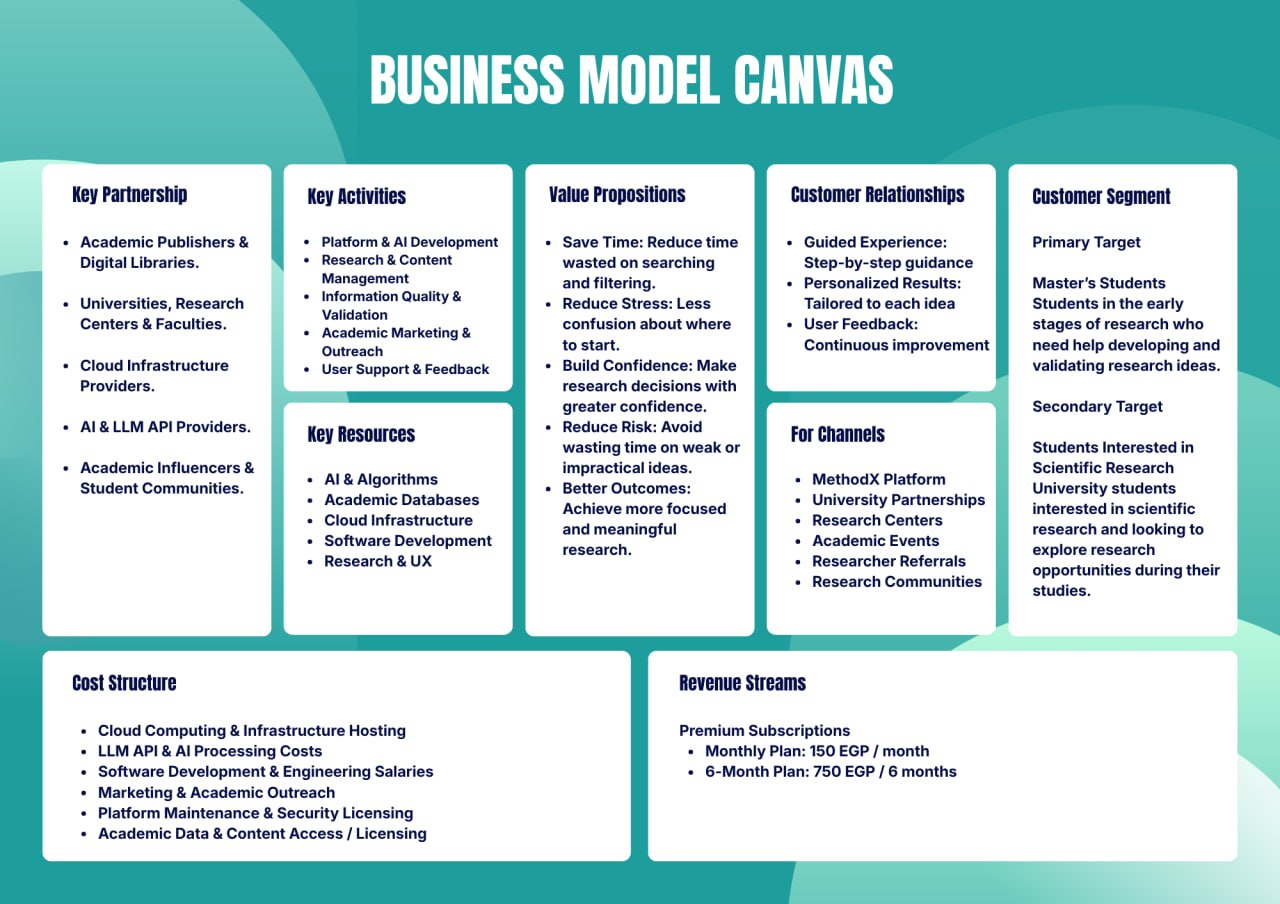 BUSINESS MODEL CANVAS
Key Partnership
• Academic Publishers &
Digital Libraries.
• Universities, Research
Centers & Faculties.
• Cloud Infrastructure
Providers.
• AI & LLM API Providers.
• Academic Influencers &
Student Communities.
Key Activities
• Platform & AI Development
• Research & Content
Management
• Information Quality &
Validation
• Academic Marketing &
Outreach
• User Support & Feedback
Key Resources
• AI & Algorithms
• Academic Databases
• Cloud Infrastructure
• Software Development
• Research & UX
Value Propositions
• Save Time: Reduce time
wasted on searching
and filtering.
• Reduce Stress: Less
confusion about where
to start.
• Build Confidence: Make
research decisions with
greater confidence.
• Reduce Risk: Avoid
wasting time on weak or
impractical ideas.
• Better Outcomes:
Achieve more focused
and meaningful
research.
Customer Relationships
• Guided Experience:
Step-by-step guidance
• Personalized Results:
Tailored to each idea
• User Feedback:
Continuous improvement
For Channels
• MethodX Platform
• University Partnerships
• Research Centers
• Academic Events
• Researcher Referrals
• Research Communities
Customer Segment
Primary Target
Master’s Students
Students in the early
stages of research who
need help developing and
validating research ideas.
Secondary Target
Students Interested in
Scientific Research
University students
interested in scientific
research and looking to
explore research
opportunities during their
studies.
Cost Structure
• Cloud Computing & Infrastructure Hosting
• LLM API & AI Processing Costs
• Software Development & Engineering Salaries
• Marketing & Academic Outreach
• Platform Maintenance & Security Licensing
• Academic Data & Content Access / Licensing
Revenue Streams
Premium Subscriptions
• Monthly Plan: 150 EGP / month
• 6-Month Plan: 750 EGP / 6 months